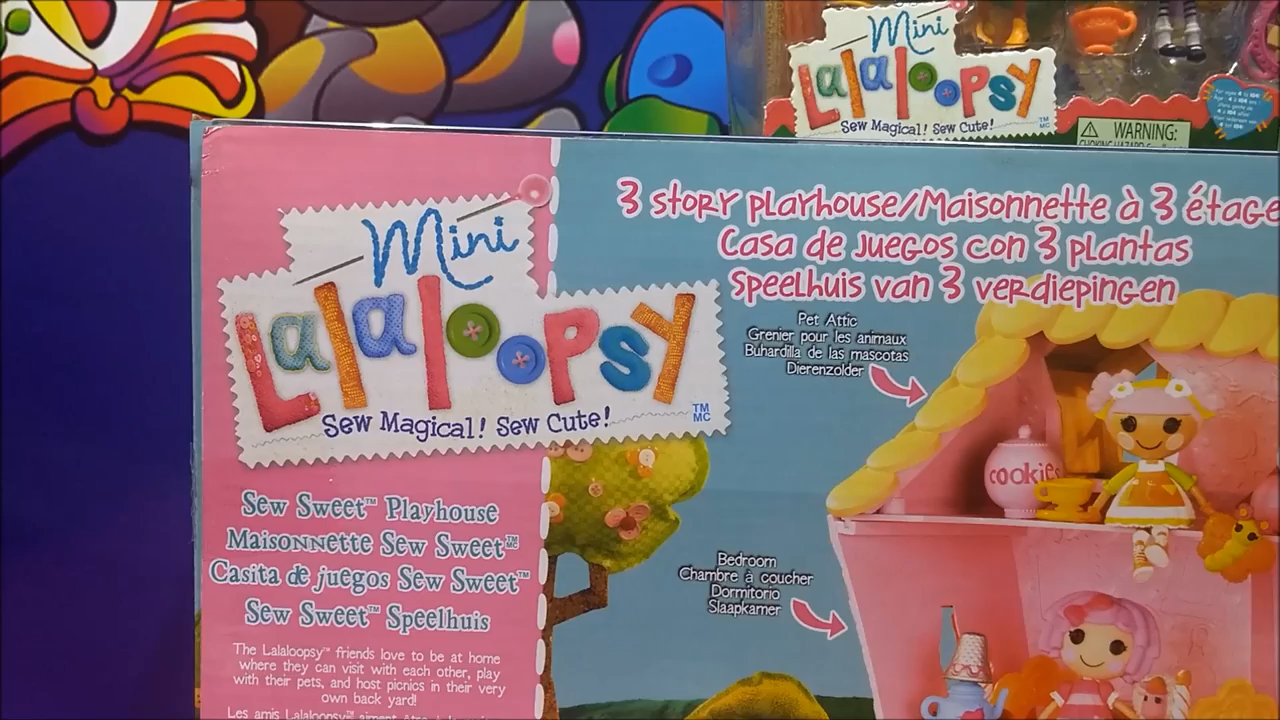 Mini
Lalaloopsy
™
MC
Sew Magical! Sew Cute!
WARNING:
Mini
Lalaloopsy
Sew Magical! Sew Cute!
TM
MC
3 story playhouse/Maisonnette à 3 étage
Casa de juegos con 3 plantas
Speelhuis van 3 verdiepingen
Pet Attic
Grenier pour les animaux
Buhardilla de las mascotas
Dierenzolder
cookies
Bedroom
Chambre à coucher
Dormitorio
Slaapkamer
Sew Sweet™ Playhouse
Maisonnette Sew Sweet™
Casita de juegos Sew Sweet™
Sew Sweet™ Speelhuis
The Lalaloopsy™ friends love to be at home
where they can visit with each other, play
with their pets, and host picnics in their very
own back yard!
Les amis Lalaloopsy™ aiment être